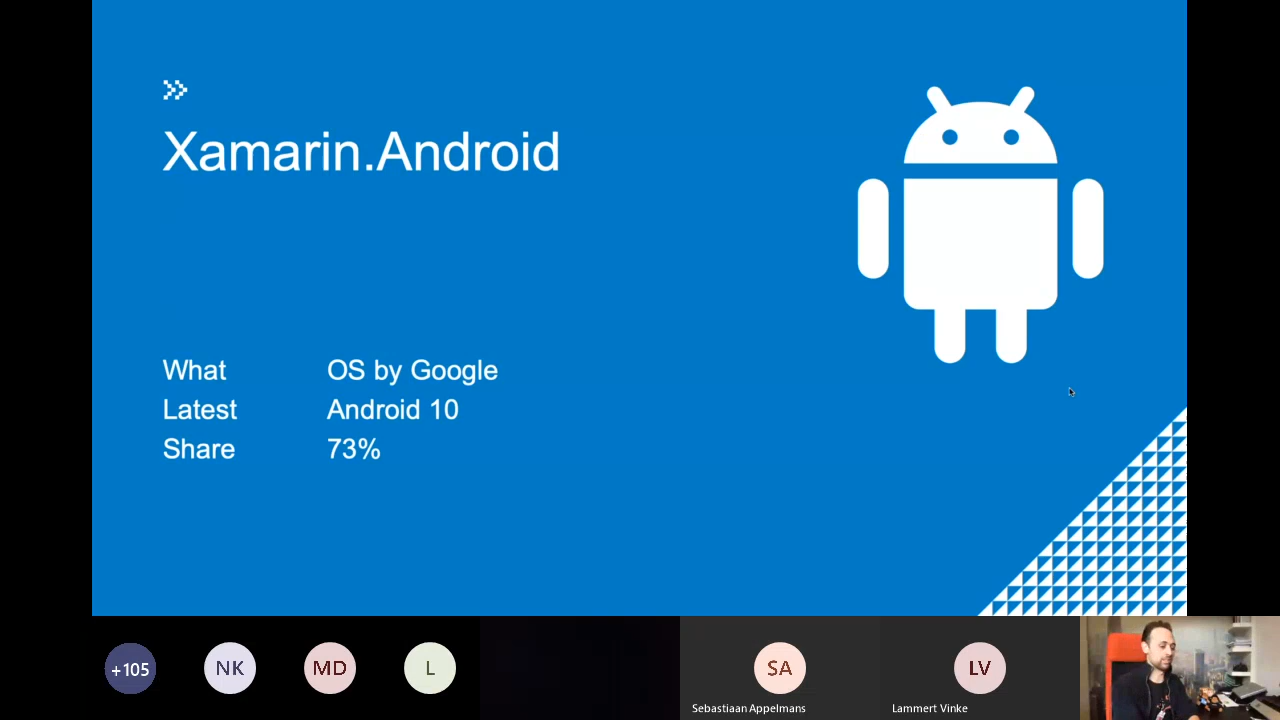 Xamarin.Android
What OS by Google
Latest Android 10
Share 73%
+105 NK MD L SA LV
Sebastiaan Appelmans Lammert Vinke